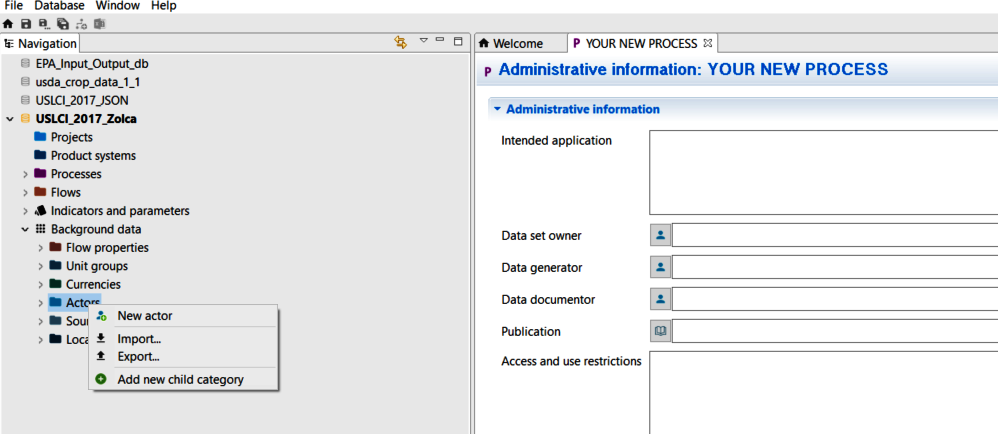 File Database Window Help
Navigation
EPA_Input_Output_db
usda_crop_data_1_1
USLCI_2017_JSON
USLCI_2017_Zolca
Projects
Product systems
Processes
Flows
Indicators and parameters
Background data
Flow properties
Unit groups
Currencies
Actors
Sou
Loca
New actor
Import...
Export...
Add new child category
Welcome
P YOUR NEW PROCESS
P Administrative information: YOUR NEW PROCESS
Administrative information
Intended application
Data set owner
Data generator
Data documentor
Publication
Access and use restrictions